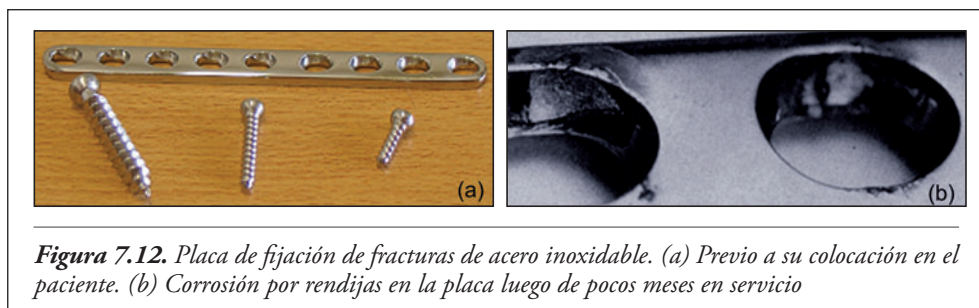 (a)
(b)
Figura 7.12. Placa de fijación de fracturas de acero inoxidable. (a) Previo a su colocación en el
paciente. (b) Corrosión por rendijas en la placa luego de pocos meses en servicio